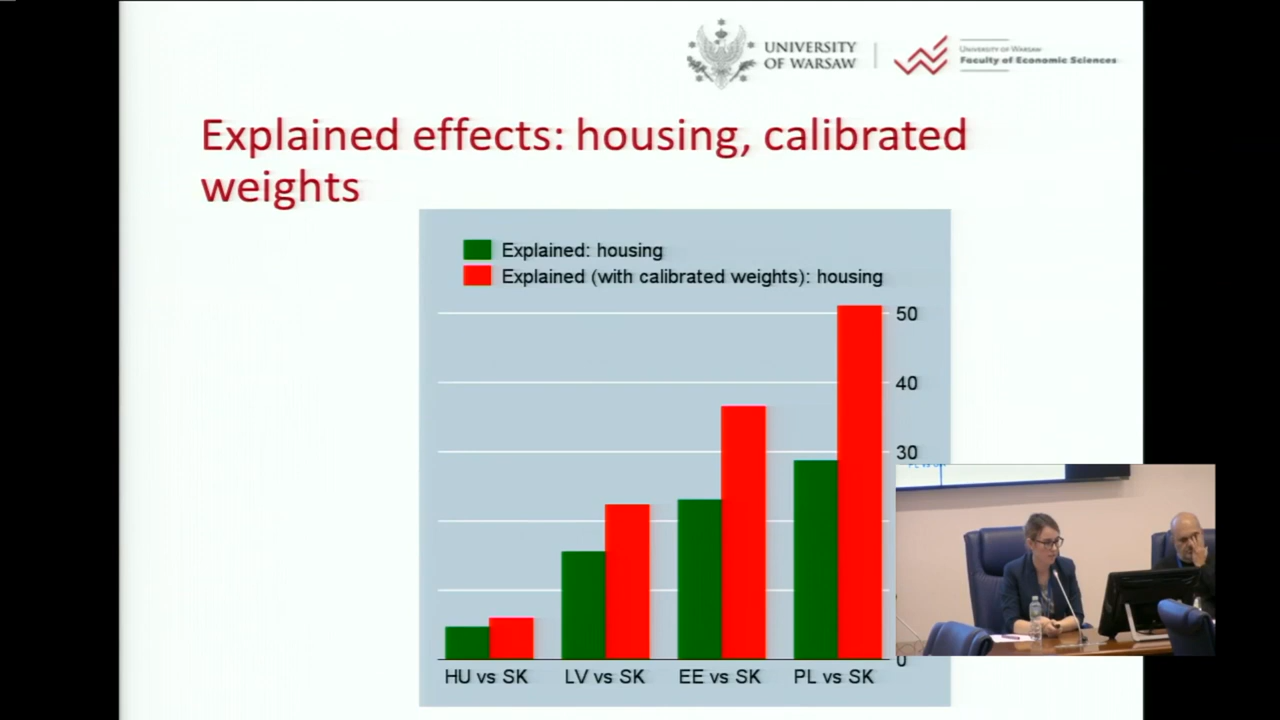 UNIVERSITY
OF WARSAW
University of Warsaw
Faculty of Economic Sciences
Explained effects: housing, calibrated
weights
Explained: housing
Explained (with calibrated weights): housing
50
40
30
0
HU vs SK
LV vs SK
EE vs SK
PL vs SK